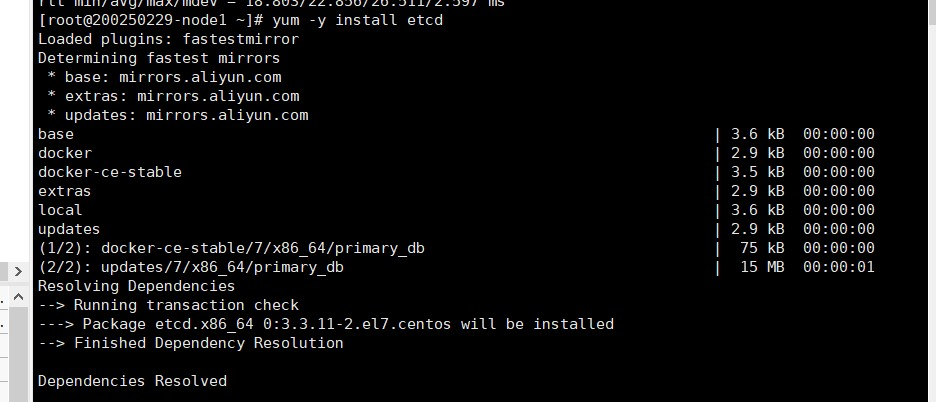 rtt min/avg/max/mdev = 18.803/22.856/26.511/2.597 ms
[root@200250229-node1 ~]# yum -y install etcd
Loaded plugins: fastestmirror
Determining fastest mirrors
 * base: mirrors.aliyun.com
 * extras: mirrors.aliyun.com
 * updates: mirrors.aliyun.com
base | 3.6 kB 00:00:00
docker | 2.9 kB 00:00:00
docker-ce-stable | 3.5 kB 00:00:00
extras | 2.9 kB 00:00:00
local | 3.6 kB 00:00:00
updates | 2.9 kB 00:00:00
(1/2): docker-ce-stable/7/x86_64/primary_db | 75 kB 00:00:00
(2/2): updates/7/x86_64/primary_db | 15 MB 00:00:01
Resolving Dependencies
--> Running transaction check
---> Package etcd.x86_64 0:3.3.11-2.el7.centos will be installed
--> Finished Dependency Resolution
Dependencies Resolved